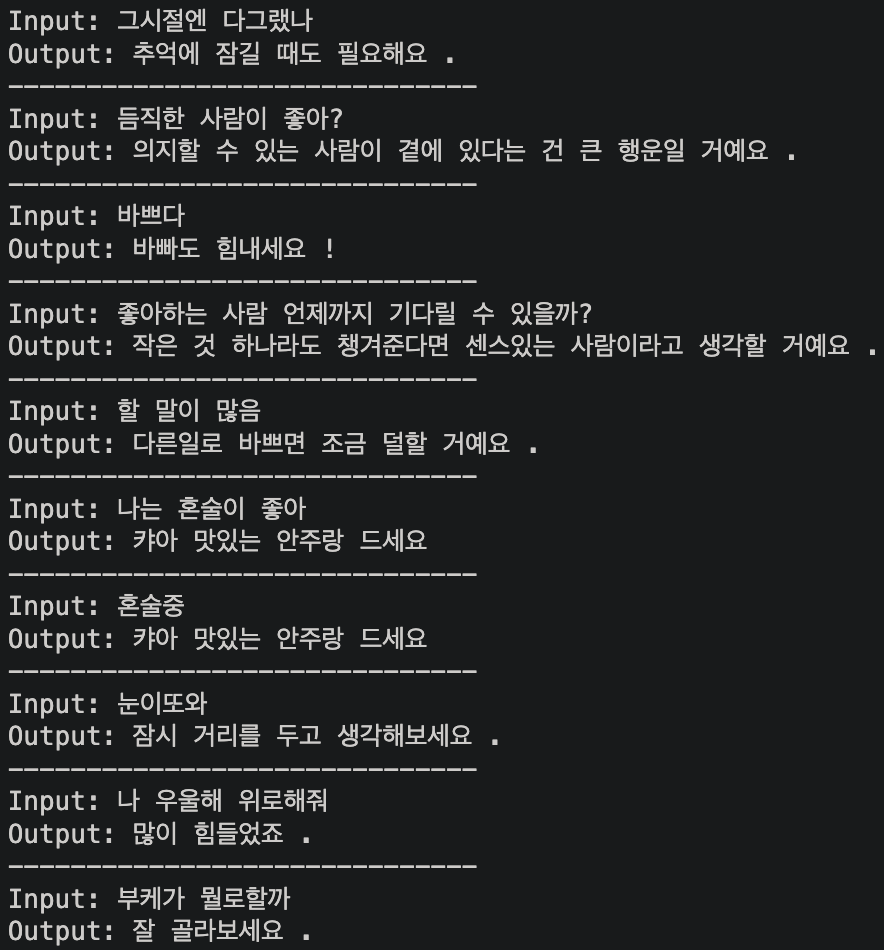 Input: 그시절엔 다그랬나
Output: 추억에 잠길 때도 필요해요 .
------------------------------
Input: 듬직한 사람이 좋아?
Output: 의지할 수 있는 사람이 곁에 있다는 건 큰 행운일 거예요 .
------------------------------
Input: 바쁘다
Output: 바빠도 힘내세요 !
------------------------------
Input: 좋아하는 사람 언제까지 기다릴 수 있을까?
Output: 작은 것 하나라도 챙겨준다면 센스있는 사람이라고 생각할 거예요 .
------------------------------
Input: 할 말이 많음
Output: 다른일로 바쁘면 조금 덜할 거예요 .
------------------------------
Input: 나는 혼술이 좋아
Output: 캬아 맛있는 안주랑 드세요
------------------------------
Input: 혼술중
Output: 캬아 맛있는 안주랑 드세요
------------------------------
Input: 눈이또와
Output: 잠시 거리를 두고 생각해보세요 .
------------------------------
Input: 나 우울해 위로해줘
Output: 많이 힘들었죠 .
------------------------------
Input: 부케가 뭘로할까
Output: 잘 골라보세요 .